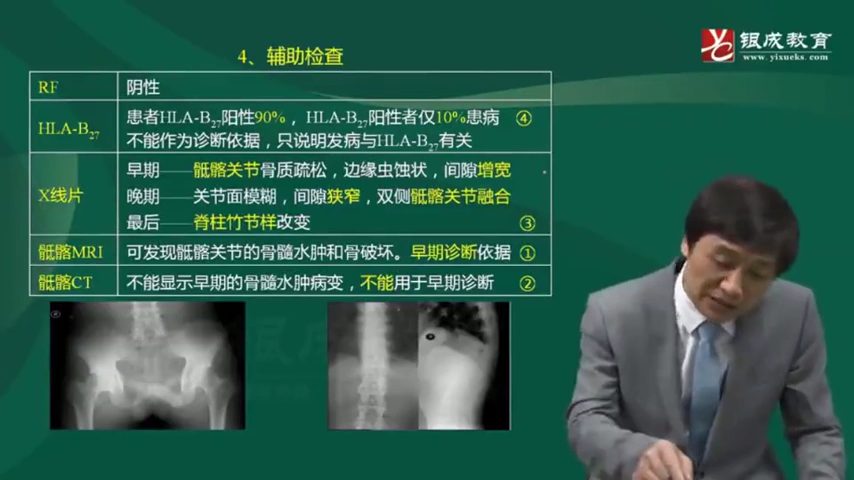 4、辅助检查
银成教育
www.yixueks.com
RF 阴性
HLA-B27 患者HLA-B27阳性90%，HLA-B27阳性者仅10%患病 ④
不能作为诊断依据，只说明发病与HLA-B27有关
X线片 早期——骶髂关节骨质疏松，边缘虫蚀状，间隙增宽
晚期——关节面模糊，间隙狭窄，双侧骶髂关节融合
最后——脊柱竹节样改变 ③
骶髂MRI 可发现骶髂关节的骨髓水肿和骨破坏。早期诊断依据 ①
骶髂CT 不能显示早期的骨髓水肿病变，不能用于早期诊断 ②